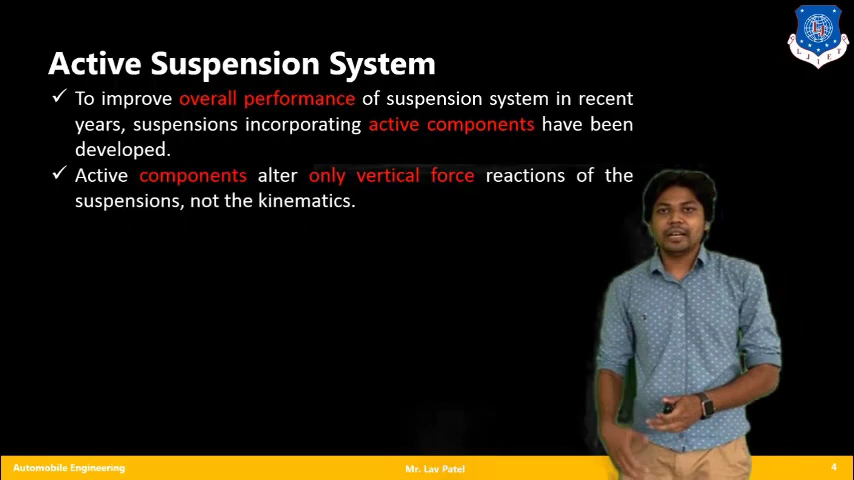 Active Suspension System
✓ To improve overall performance of suspension system in recent
years, suspensions incorporating active components have been
developed.
✓ Active components alter only vertical force reactions of the
suspensions, not the kinematics.
LJIET
Automobile Engineering
Mr. Lav Patel
4